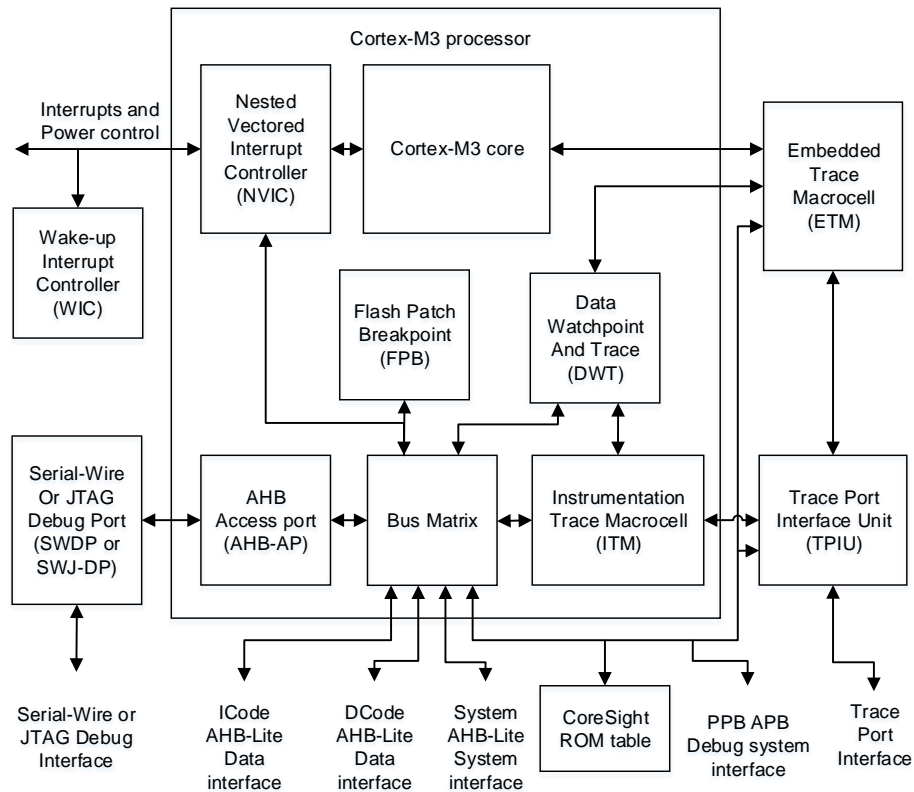 Cortex-M3 processor
Interrupts and
Power control
Nested
Vectored
Interrupt
Controller
(NVIC)
Cortex-M3 core
Embedded
Trace
Macrocell
(ETM)
Wake-up
Interrupt
Controller
(WIC)
Flash Patch
Breakpoint
(FPB)
Data
Watchpoint
And Trace
(DWT)
Serial-Wire
Or JTAG
Debug Port
(SWDP or
SWJ-DP)
AHB
Access port
(AHB-AP)
Bus Matrix
Instrumentation
Trace Macrocell
(ITM)
Trace Port
Interface Unit
(TPIU)
Serial-Wire or
JTAG Debug
Interface
ICode
AHB-Lite
Data
interface
DCode
AHB-Lite
Data
interface
System
AHB-Lite
System
interface
CoreSight
ROM table
PPB APB
Debug system
interface
Trace
Port
Interface